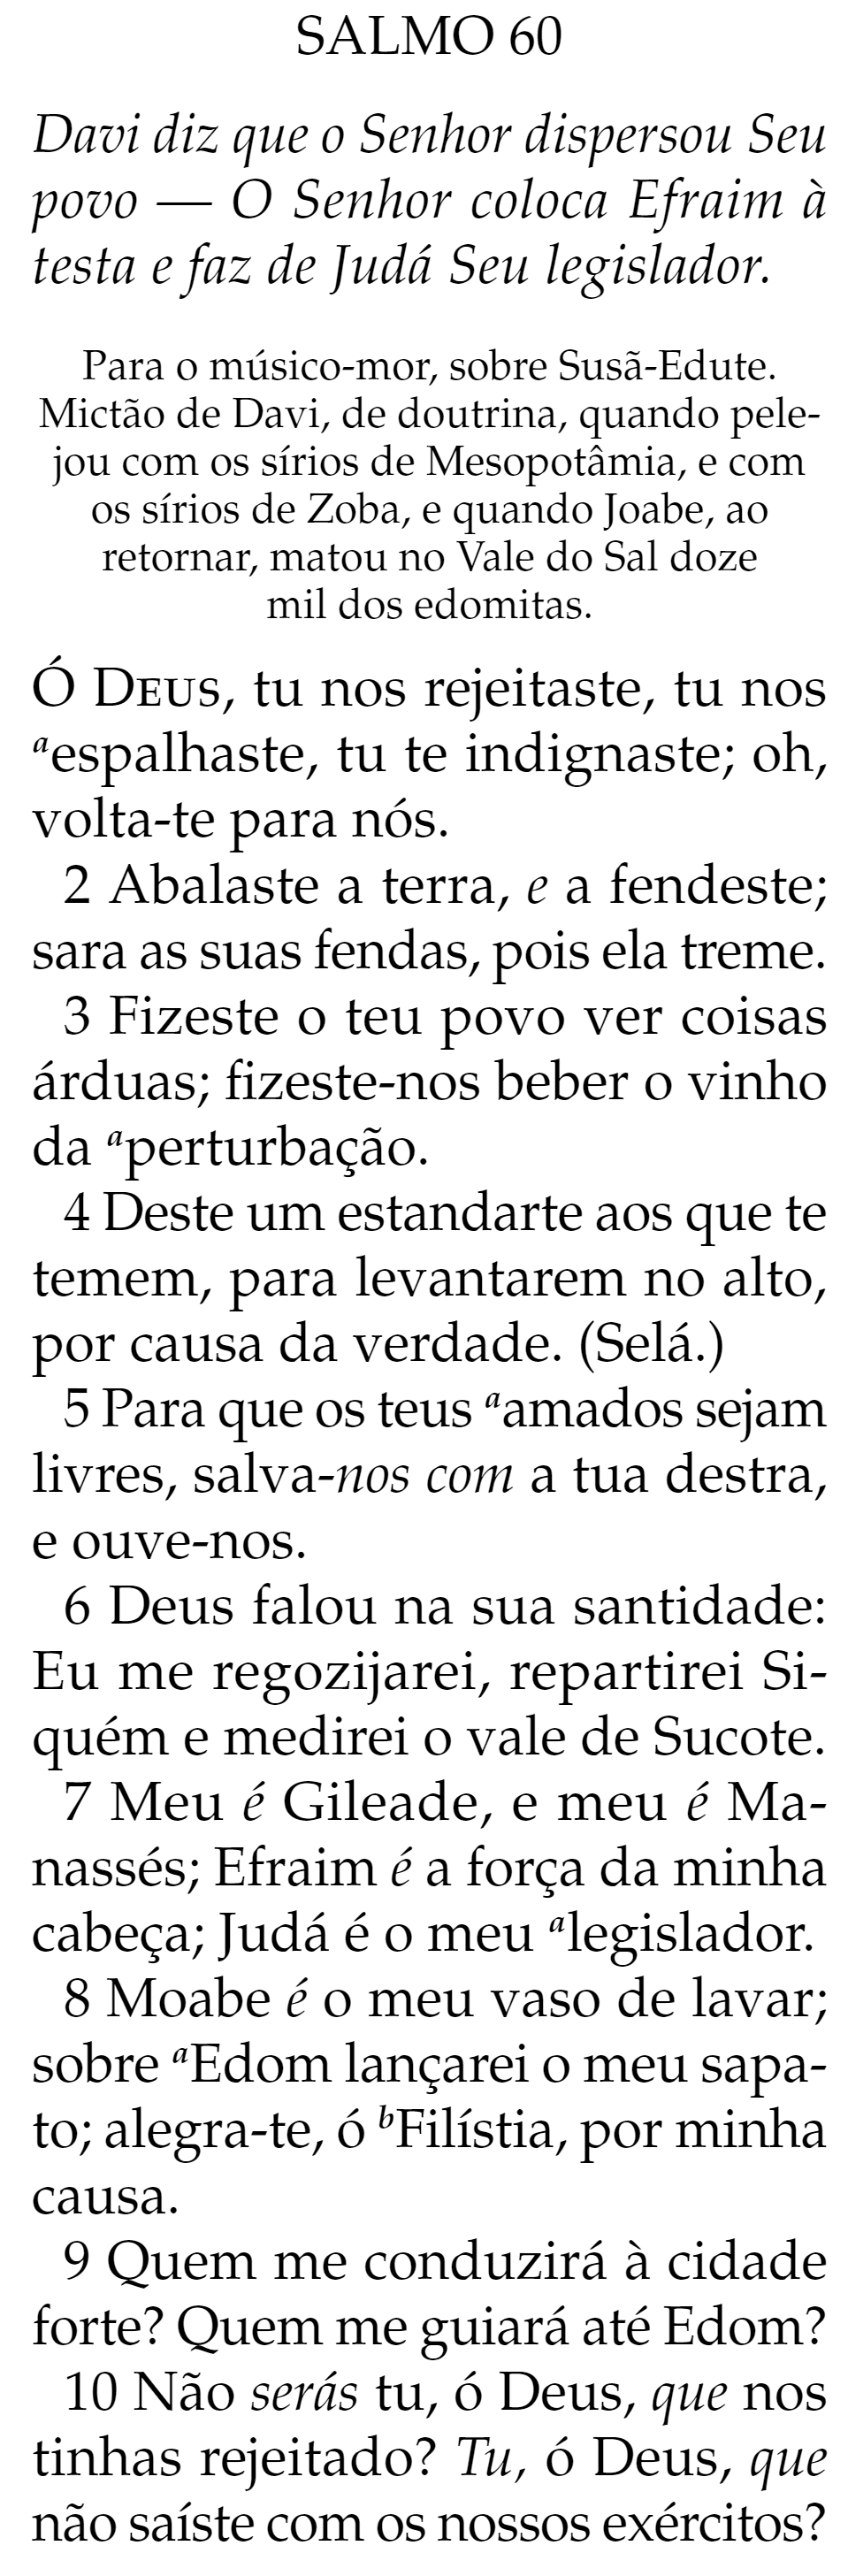 SALMO 60
Davi diz que o Senhor dispersou Seu
povo — O Senhor coloca Efraim à
testa e faz de Judá Seu legislador.
Para o músico-mor, sobre Susã-Edute.
Mictão de Davi, de doutrina, quando pele-
jou com os sírios de Mesopotâmia, e com
os sírios de Zoba, e quando Joabe, ao
retornar, matou no Vale do Sal doze
mil dos edomitas.
Ó DEUS, tu nos rejeitaste, tu nos
aespalhaste, tu te indignaste; oh,
volta-te para nós.
2 Abalaste a terra, e a fendeste;
sara as suas fendas, pois ela treme.
3 Fizeste o teu povo ver coisas
árduas; fizeste-nos beber o vinho
da aperturbação.
4 Deste um estandarte aos que te
temem, para levantarem no alto,
por causa da verdade. (Selá.)
5 Para que os teus aamados sejam
livres, salva-nos com a tua destra,
e ouve-nos.
6 Deus falou na sua santidade:
Eu me regozijarei, repartirei Si-
quém e medirei o vale de Sucote.
7 Meu é Gileade, e meu é Ma-
nassés; Efraim é a força da minha
cabeça; Judá é o meu alegislador.
8 Moabe é o meu vaso de lavar;
sobre aEdom lançarei o meu sapa-
to; alegra-te, ó bFilístia, por minha
causa.
9 Quem me conduzirá à cidade
forte? Quem me guiará até Edom?
10 Não serás tu, ó Deus, que nos
tinhas rejeitado? Tu, ó Deus, que
não saíste com os nossos exércitos?